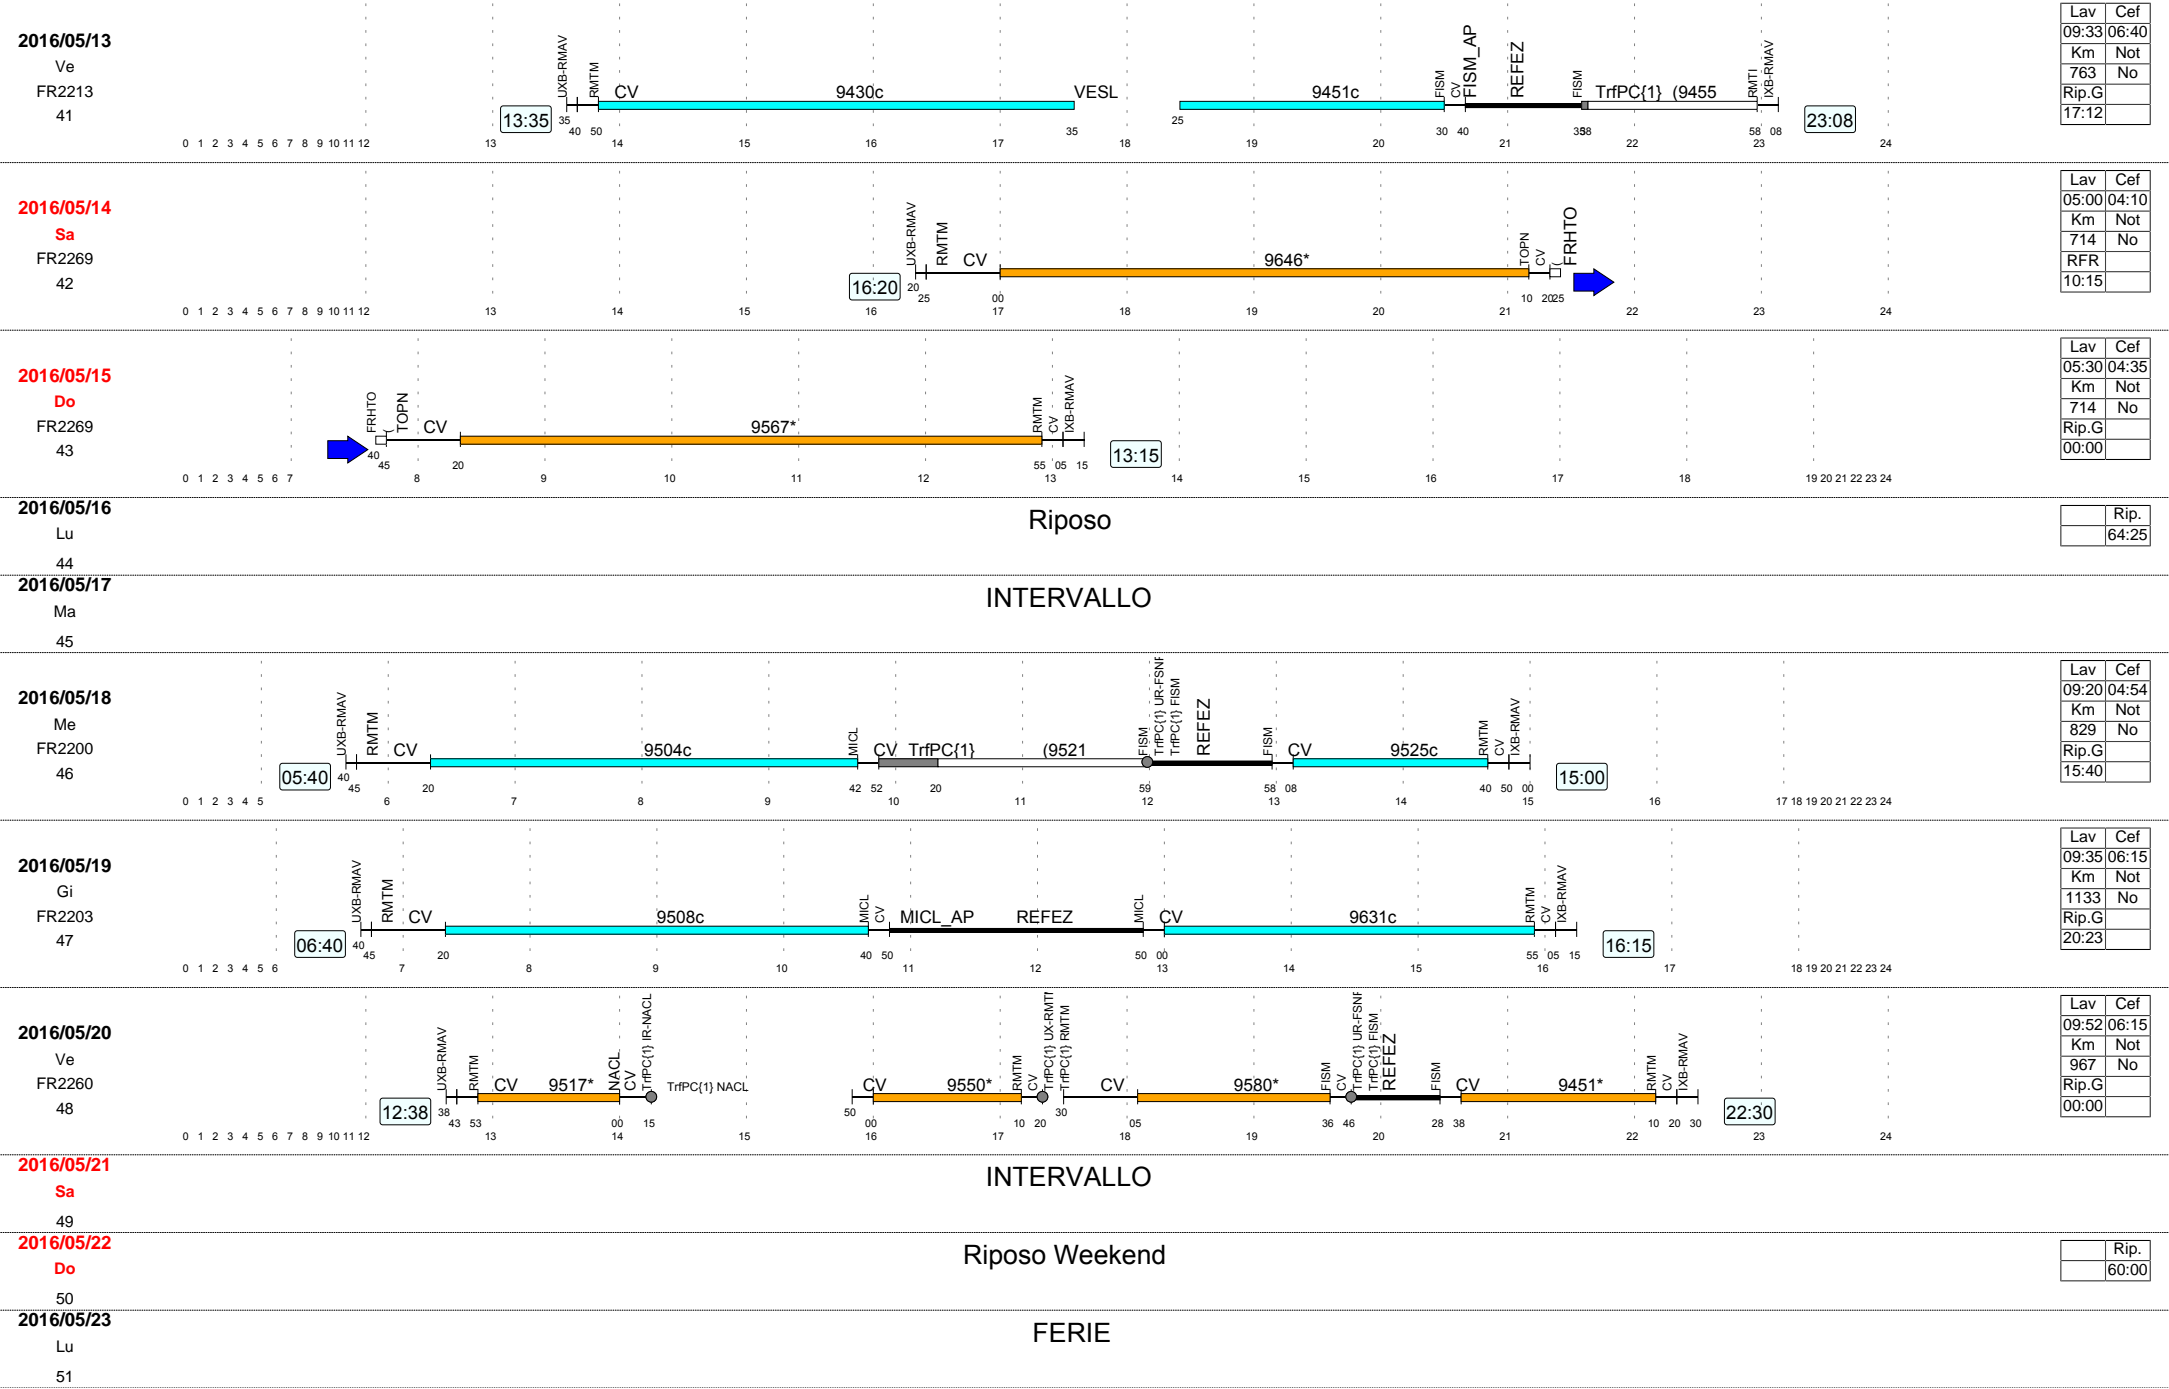 2016/05/13
Ve
FR2213
41
13:35
UXB-RMAV
RMTM
CV
9430c
VESL
9451c
FISM
CV
FISM_AP
REFEZ
FISM
TrfPC{1} (9455
RMTI
IXB-RMAV
23:08
35 40 50 35 25 30 40 58 08
0 1 2 3 4 5 6 7 8 9 10 11 12 13 14 15 16 17 18 19 20 21 22 23 24
Lav Cef
09:33 06:40
Km Not
763 No
Rip.G
17:12
2016/05/14
Sa
FR2269
42
16:20
UXB-RMAV
RMTM
CV
9646*
TOPN
CV
(
FRHTO
20 25 00 10 20 25
0 1 2 3 4 5 6 7 8 9 10 11 12 13 14 15 16 17 18 19 20 21 22 23 24
Lav Cef
05:00 04:10
Km Not
714 No
RFR
10:15
2016/05/15
Do
FR2269
43
FRHTO
(
TOPN
CV
9567*
RMTM
CV
IXB-RMAV
13:15
40 45 20 55 05 15
0 1 2 3 4 5 6 7 8 9 10 11 12 13 14 15 16 17 18 19 20 21 22 23 24
Lav Cef
05:30 04:35
Km Not
714 No
Rip.G
00:00
2016/05/16
Lu
44
Riposo
Rip.
64:25
2016/05/17
Ma
45
INTERVALLO
2016/05/18
Me
FR2200
46
05:40
UXB-RMAV
RMTM
CV
9504c
MICL
CV TrfPC{1} (9521
FISM
TrfPC{1} UR-FSNF
TrfPC{1} FISM
REFEZ
FISM
CV
9525c
RMTM
CV
IXB-RMAV
15:00
40 45 20 42 52 20 59 58 08 40 50 00
0 1 2 3 4 5 6 7 8 9 10 11 12 13 14 15 16 17 18 19 20 21 22 23 24
Lav Cef
09:20 04:54
Km Not
829 No
Rip.G
15:40
2016/05/19
Gi
FR2203
47
06:40
UXB-RMAV
RMTM
CV
9508c
MICL
CV
MICL_AP REFEZ
MICL
CV
9631c
RMTM
CV
IXB-RMAV
16:15
40 45 20 40 50 50 00 55 05 15
0 1 2 3 4 5 6 7 8 9 10 11 12 13 14 15 16 17 18 19 20 21 22 23 24
Lav Cef
09:35 06:15
Km Not
1133 No
Rip.G
20:23
2016/05/20
Ve
FR2260
48
12:38
UXB-RMAV
RMTM
CV
9517*
NACL
CV
TrfPC{1} IR-NACL
TrfPC{1} NACL
CV
9550*
RMTM
CV
TrfPC{1} RMTM
CV
9580*
FISM
CV
TrfPC{1} UR-FSNF
TrfPC{1} FISM
REFEZ
FISM
CV
9451*
RMTM
CV
IXB-RMAV
22:30
38 43 53 00 15 50 00 10 20 30 05 36 46 28 38 10 20 30
0 1 2 3 4 5 6 7 8 9 10 11 12 13 14 15 16 17 18 19 20 21 22 23 24
Lav Cef
09:52 06:15
Km Not
967 No
Rip.G
00:00
2016/05/21
Sa
49
INTERVALLO
2016/05/22
Do
50
Riposo Weekend
Rip.
60:00
2016/05/23
Lu
51
FERIE